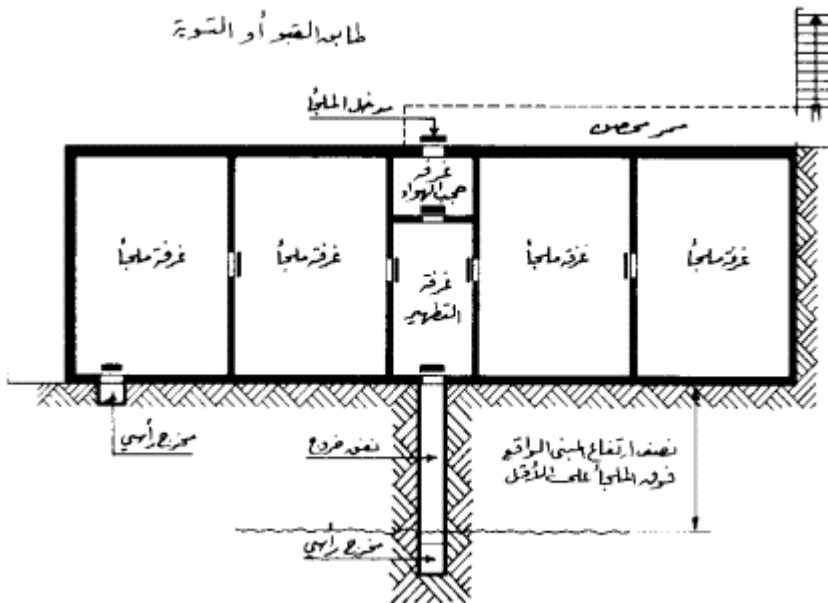 طابق القبو أو التسوية
مدخل الملجأ
ممر محصن
غرفة
حجب الهواء
غرفة ملجأ
غرفة ملجأ
غرفة
التطهير
غرفة ملجأ
غرفة ملجأ
مخرج رأسي
نفق خروج
نصف ارتفاع المبنى الواقع
فوق الملجأ على الأقل
مخرج رأسي